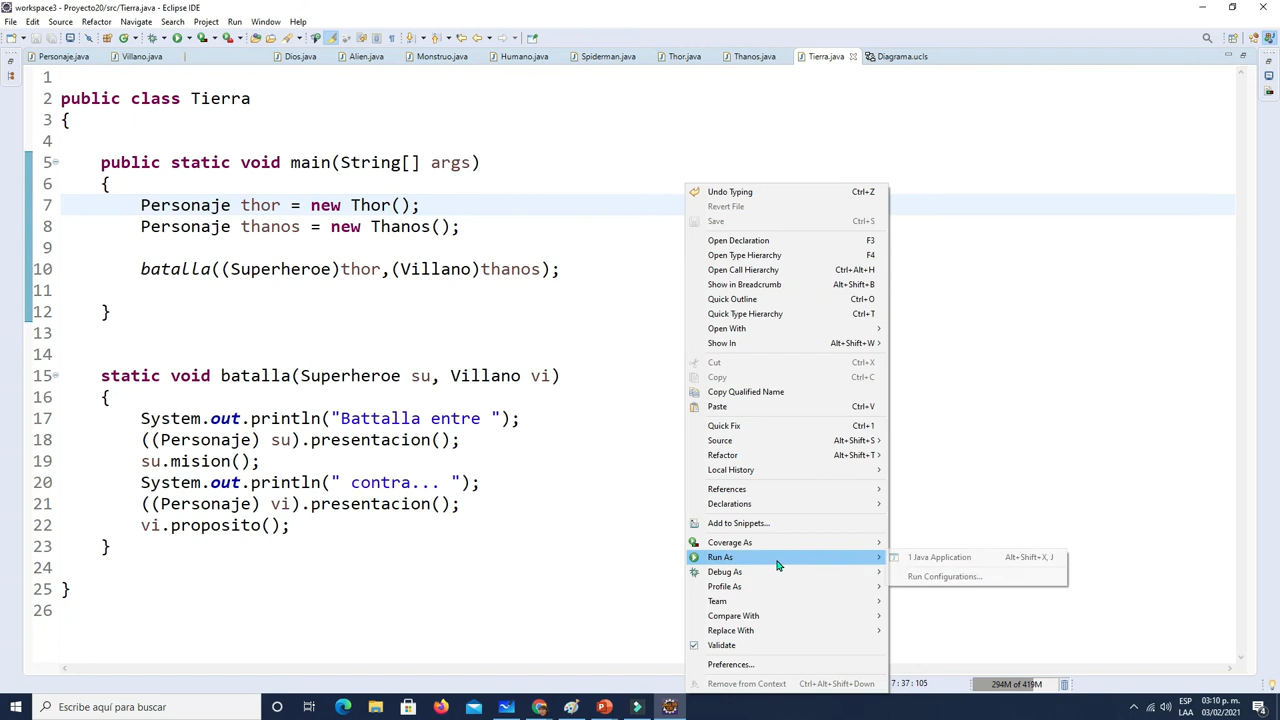 workspace3 - Proyecto20/src/Tierra.java - Eclipse IDE
File Edit Source Refactor Navigate Search Project Run Window Help
Personaje.java Villano.java Dios.java Alien.java Monstruo.java Humano.java Spiderman.java Thor.java Thanos.java Tierra.java Diagrama.ucls
1
2 public class Tierra
3 {
4
5 public static void main(String[] args)
6 {
7 Personaje thor = new Thor();
8 Personaje thanos = new Thanos();
9
10 batalla((Superheroe)thor,(Villano)thanos);
11
12 }
13
14
15 static void batalla(Superheroe su, Villano vi)
16 {
17 System.out.println("Battalla entre ");
18 ((Personaje) su).presentacion();
19 su.mision();
20 System.out.println(" contra... ");
21 ((Personaje) vi).presentacion();
22 vi.proposito();
23 }
24
25 }
26
Undo Typing Ctrl+Z
Revert File
Save Ctrl+S
Open Declaration F3
Open Type Hierarchy F4
Open Call Hierarchy Ctrl+Alt+H
Show in Breadcrumb Alt+Shift+B
Quick Outline Ctrl+O
Quick Type Hierarchy Ctrl+T
Open With
Show In Alt+Shift+W
Cut Ctrl+X
Copy Ctrl+C
Copy Qualified Name
Paste Ctrl+V
Quick Fix Ctrl+1
Source Alt+Shift+S
Refactor Alt+Shift+T
Local History
References
Declarations
Add to Snippets...
Coverage As
Run As
Debug As
Profile As
Team
Compare With
Replace With
Validate
Preferences...
Remove from Context Ctrl+Alt+Shift+Down
1 Java Application Alt+Shift+X, J
Run Configurations...
7 : 37 : 105
294M of 419M
Escribe aquí para buscar
ESP
LAA
03:10 p. m.
03/02/2021
4